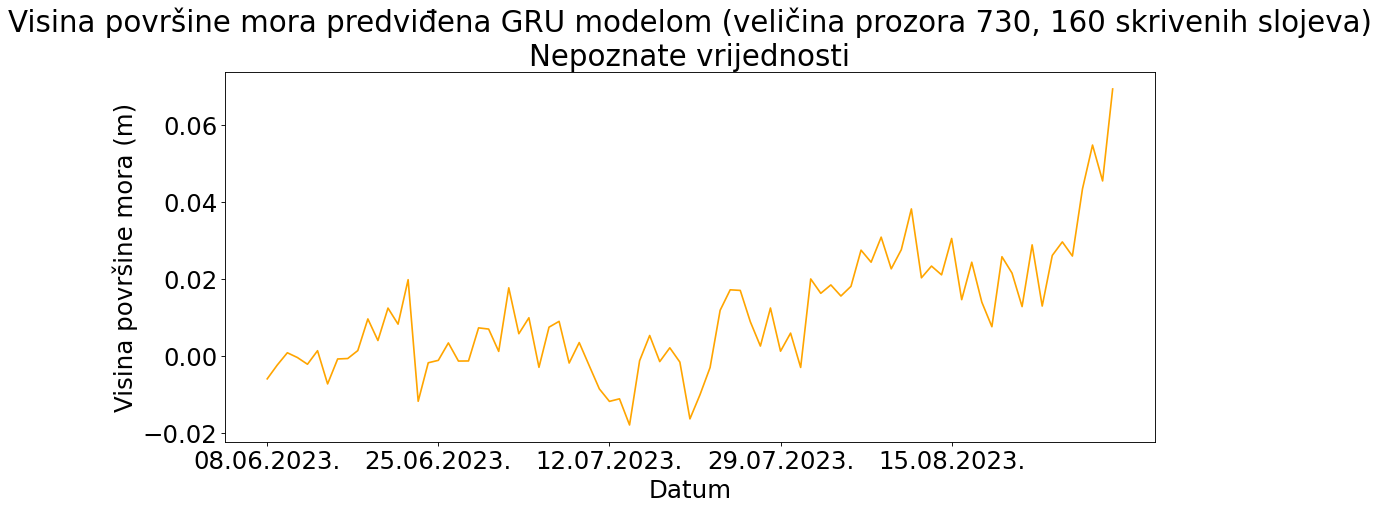 Visina površine mora predviđena GRU modelom (veličina prozora 730, 160 skrivenih slojeva)
Nepoznate vrijednosti
Visina površine mora (m)
0.06
0.04
0.02
0.00
−0.02
08.06.2023. 25.06.2023. 12.07.2023. 29.07.2023. 15.08.2023.
Datum